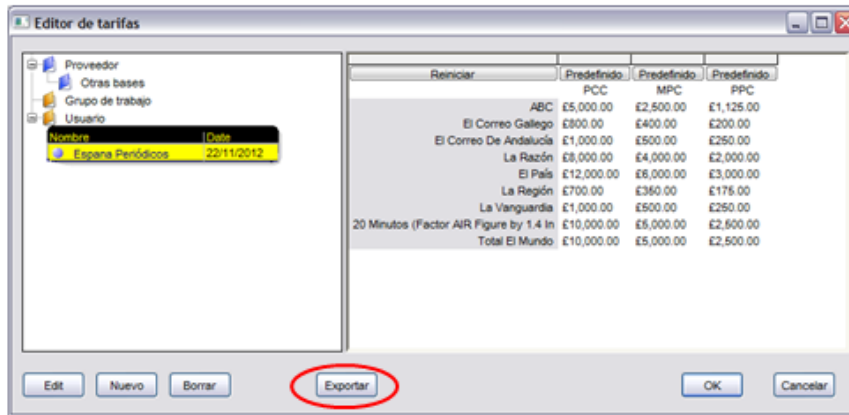 Editor de tarifas
Proveedor
Otras bases
Grupo de trabajo
Usuario
Nombre Date
Espana Periódicos 22/11/2012
Reiniciar Predefinido Predefinido Predefinido
PCC MPC PPC
ABC £5,000.00 £2,500.00 £1,125.00
El Correo Gallego £800.00 £400.00 £200.00
El Correo De Andalucía £1,000.00 £500.00 £250.00
La Razón £8,000.00 £4,000.00 £2,000.00
El País £12,000.00 £6,000.00 £3,000.00
La Región £700.00 £350.00 £175.00
La Vanguardia £1,000.00 £500.00 £250.00
20 Minutos (Factor AIR Figure by 1.4 In £10,000.00 £5,000.00 £2,500.00
Total El Mundo £10,000.00 £5,000.00 £2,500.00
Edit Nuevo Borrar Exportar OK Cancelar